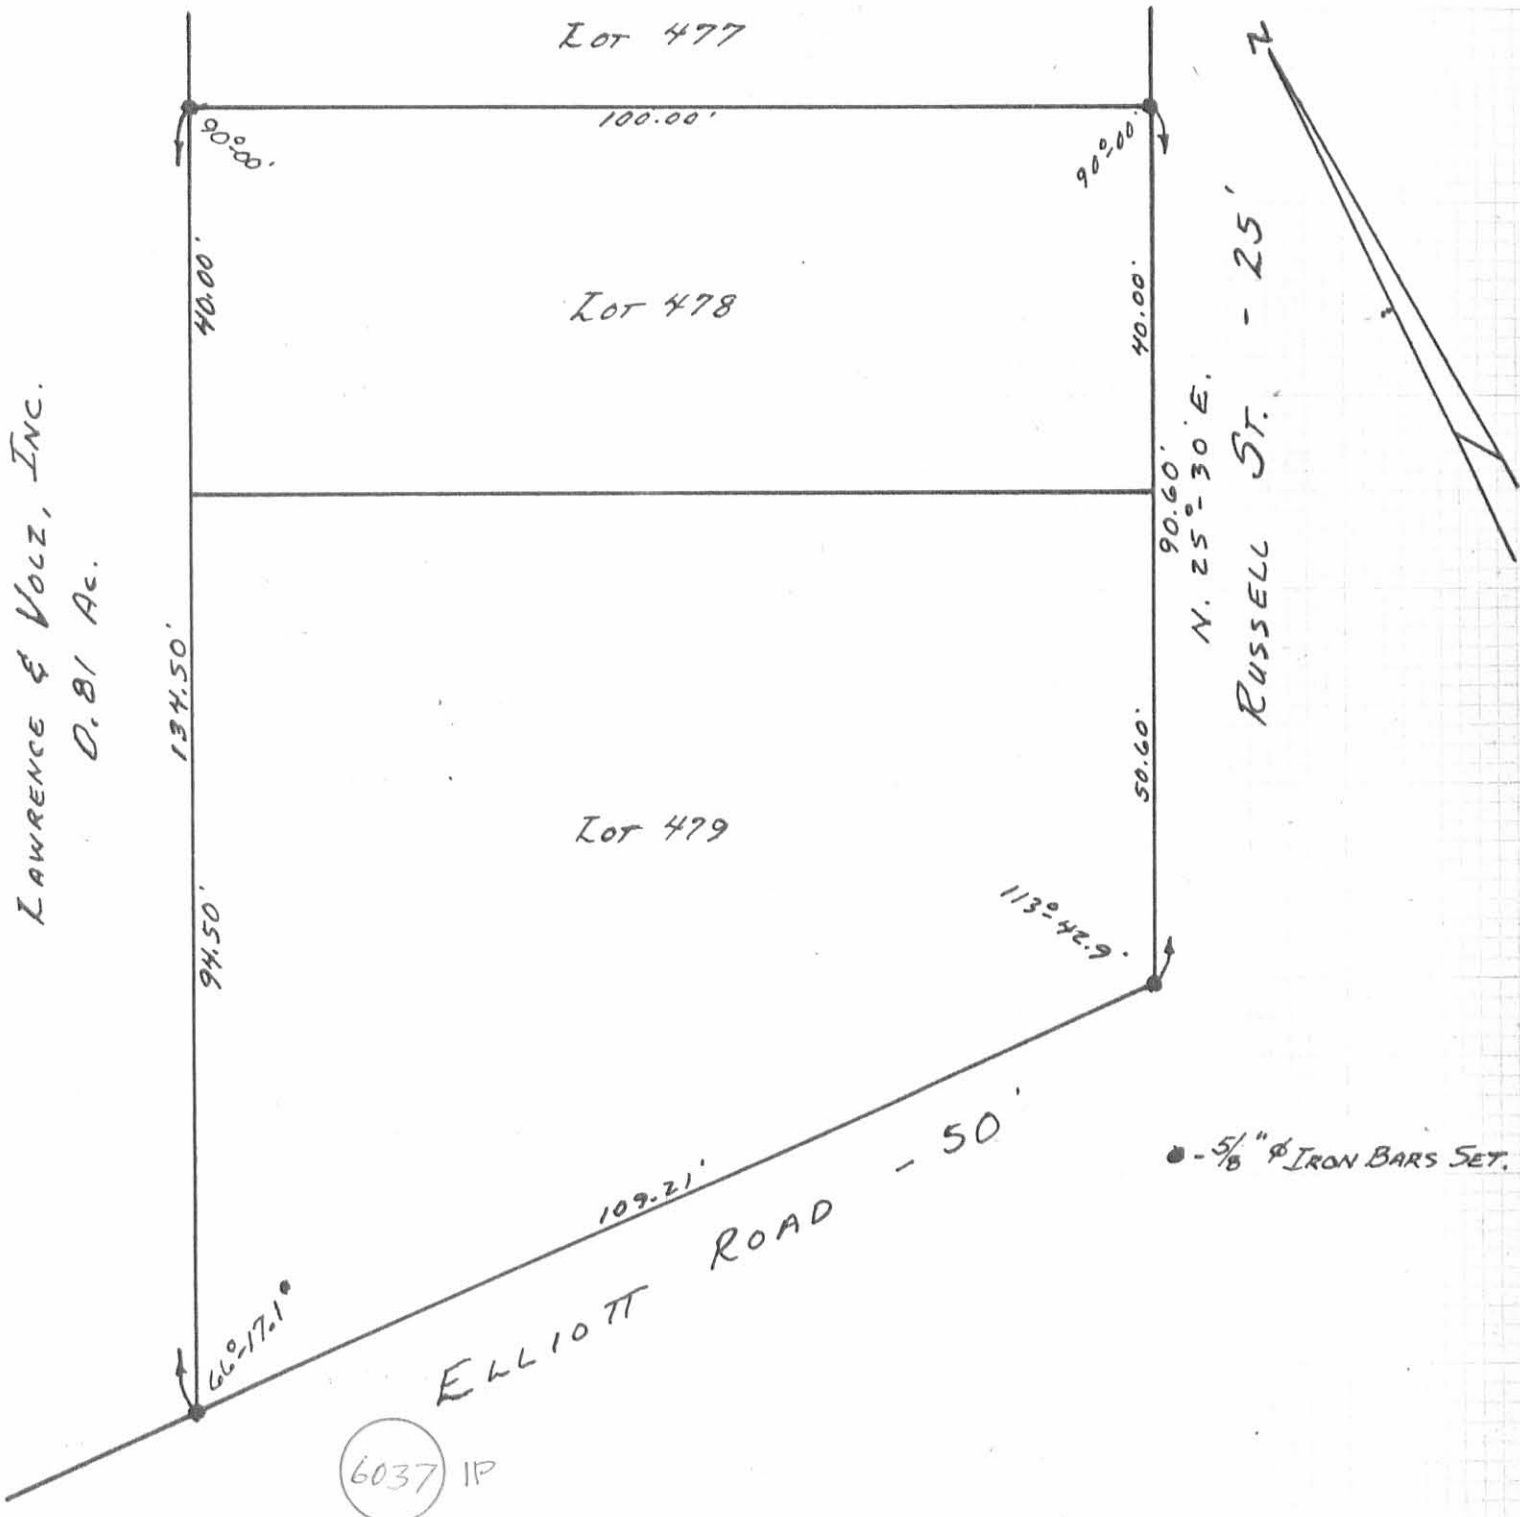 Lot 477
N
100.00'
90°-00'
90°-00'
40.00'
40.00'
Lot 478
RUSSELL ST. - 25'
90.60'
N. 25°-30' E.
LAWRENCE & VOLZ, INC.
0.81 Ac.
134.50'
50.60'
Lot 479
94.50'
113°-42.9'
109.21'
66°-17.1'
ELLIOTT ROAD - 50'
- 5/8" ø IRON BARS SET.
6037 IP